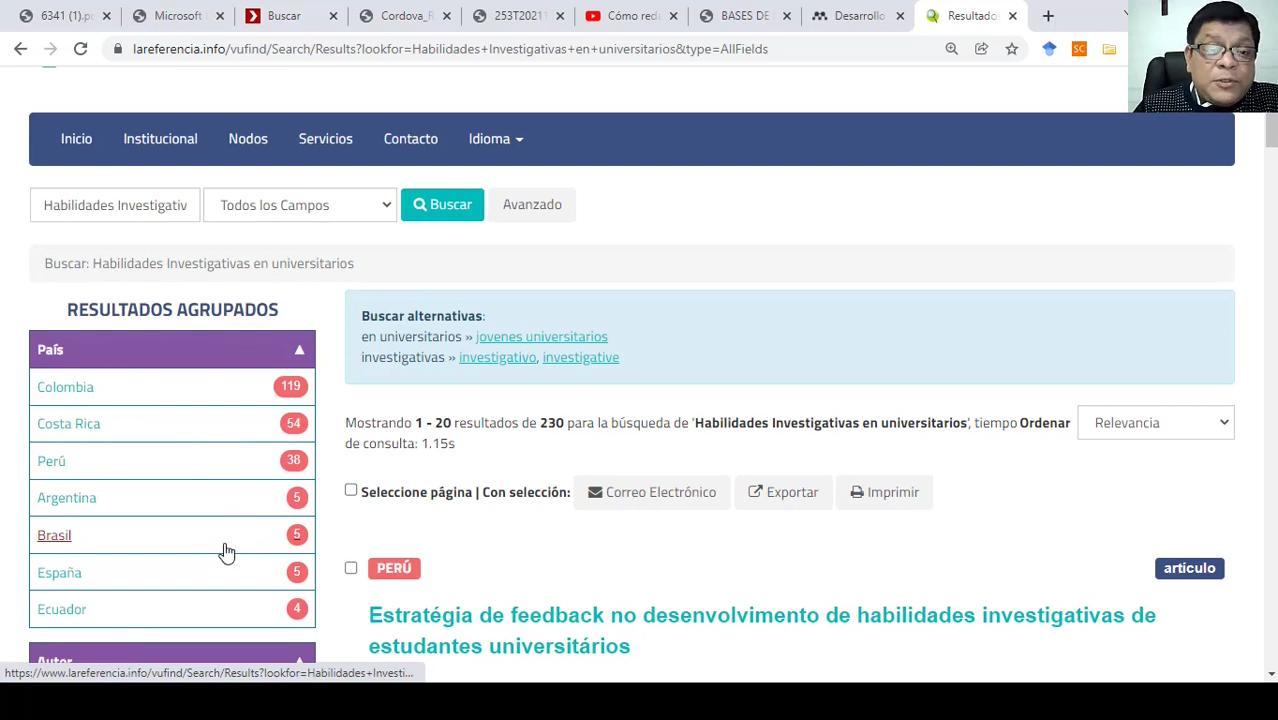 6341 (1).p
Microsoft
Buscar
Cordova_R
253T20211
Cómo redu
BASES DE
Desarrollo
Resultados
lareferencia.info/vufind/Search/Results?lookfor=Habilidades+Investigativas+en+universitarios&type=AllFields
SC
Inicio
Institucional
Nodos
Servicios
Contacto
Idioma
Habilidades Investigativ
Todos los Campos
Buscar
Avanzado
Buscar: Habilidades Investigativas en universitarios
RESULTADOS AGRUPADOS
País
Colombia 119
Costa Rica 54
Perú 38
Argentina 5
Brasil 5
España 5
Ecuador 4
Autor
Buscar alternativas:
en universitarios » jovenes universitarios
investigativas » investigativo, investigative
Mostrando 1 - 20 resultados de 230 para la búsqueda de 'Habilidades Investigativas en universitarios', tiempo
de consulta: 1.15s
Ordenar
Relevancia
Seleccione página | Con selección:
Correo Electrónico
Exportar
Imprimir
PERÚ
artículo
Estratégia de feedback no desenvolvimento de habilidades investigativas de
estudantes universitários
https://www.lareferencia.info/vufind/Search/Results?lookfor=Habilidades+Investi...